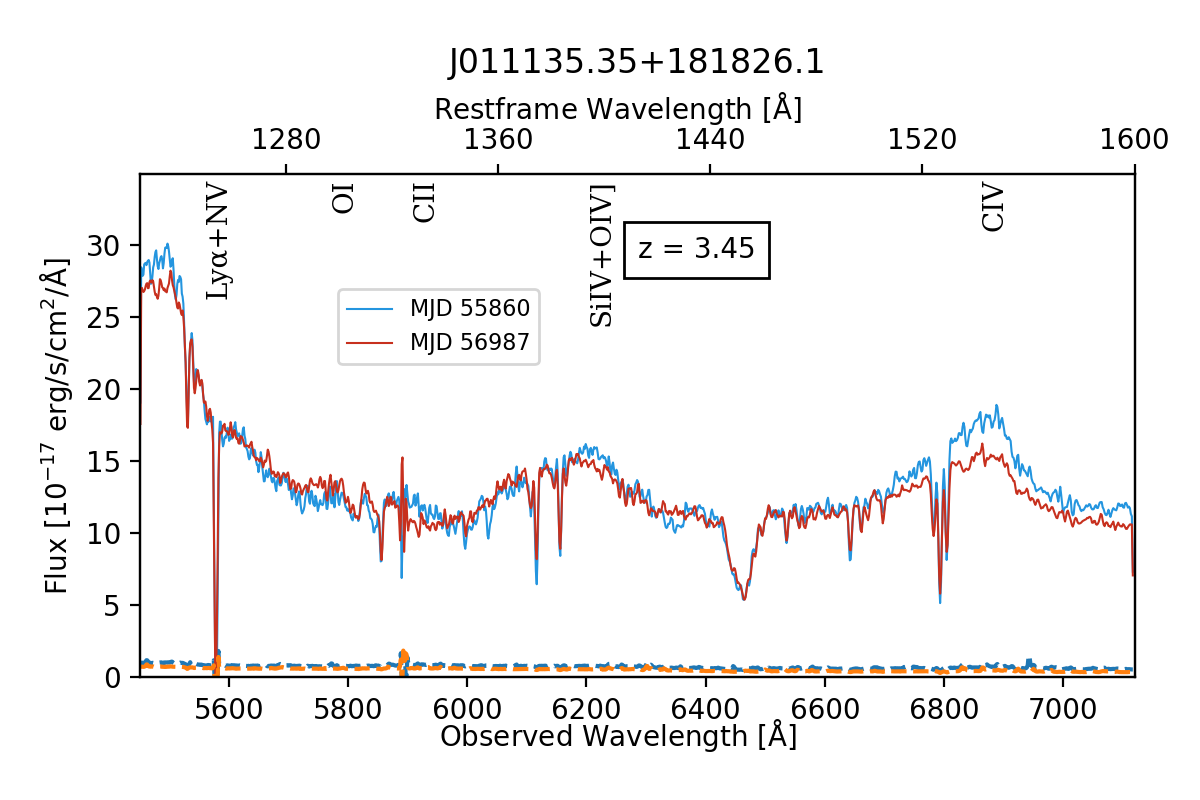 J011135.35+181826.1
Restframe Wavelength [Å]
1280 1360 1440 1520 1600
Lyα+NV
OI
CII
SiIV+OIV]
CIV
z = 3.45
MJD 55860
MJD 56987
Flux [10⁻¹⁷ erg/s/cm²/Å]
30
25
20
15
10
5
0
5600 5800 6000 6200 6400 6600 6800 7000
Observed Wavelength [Å]